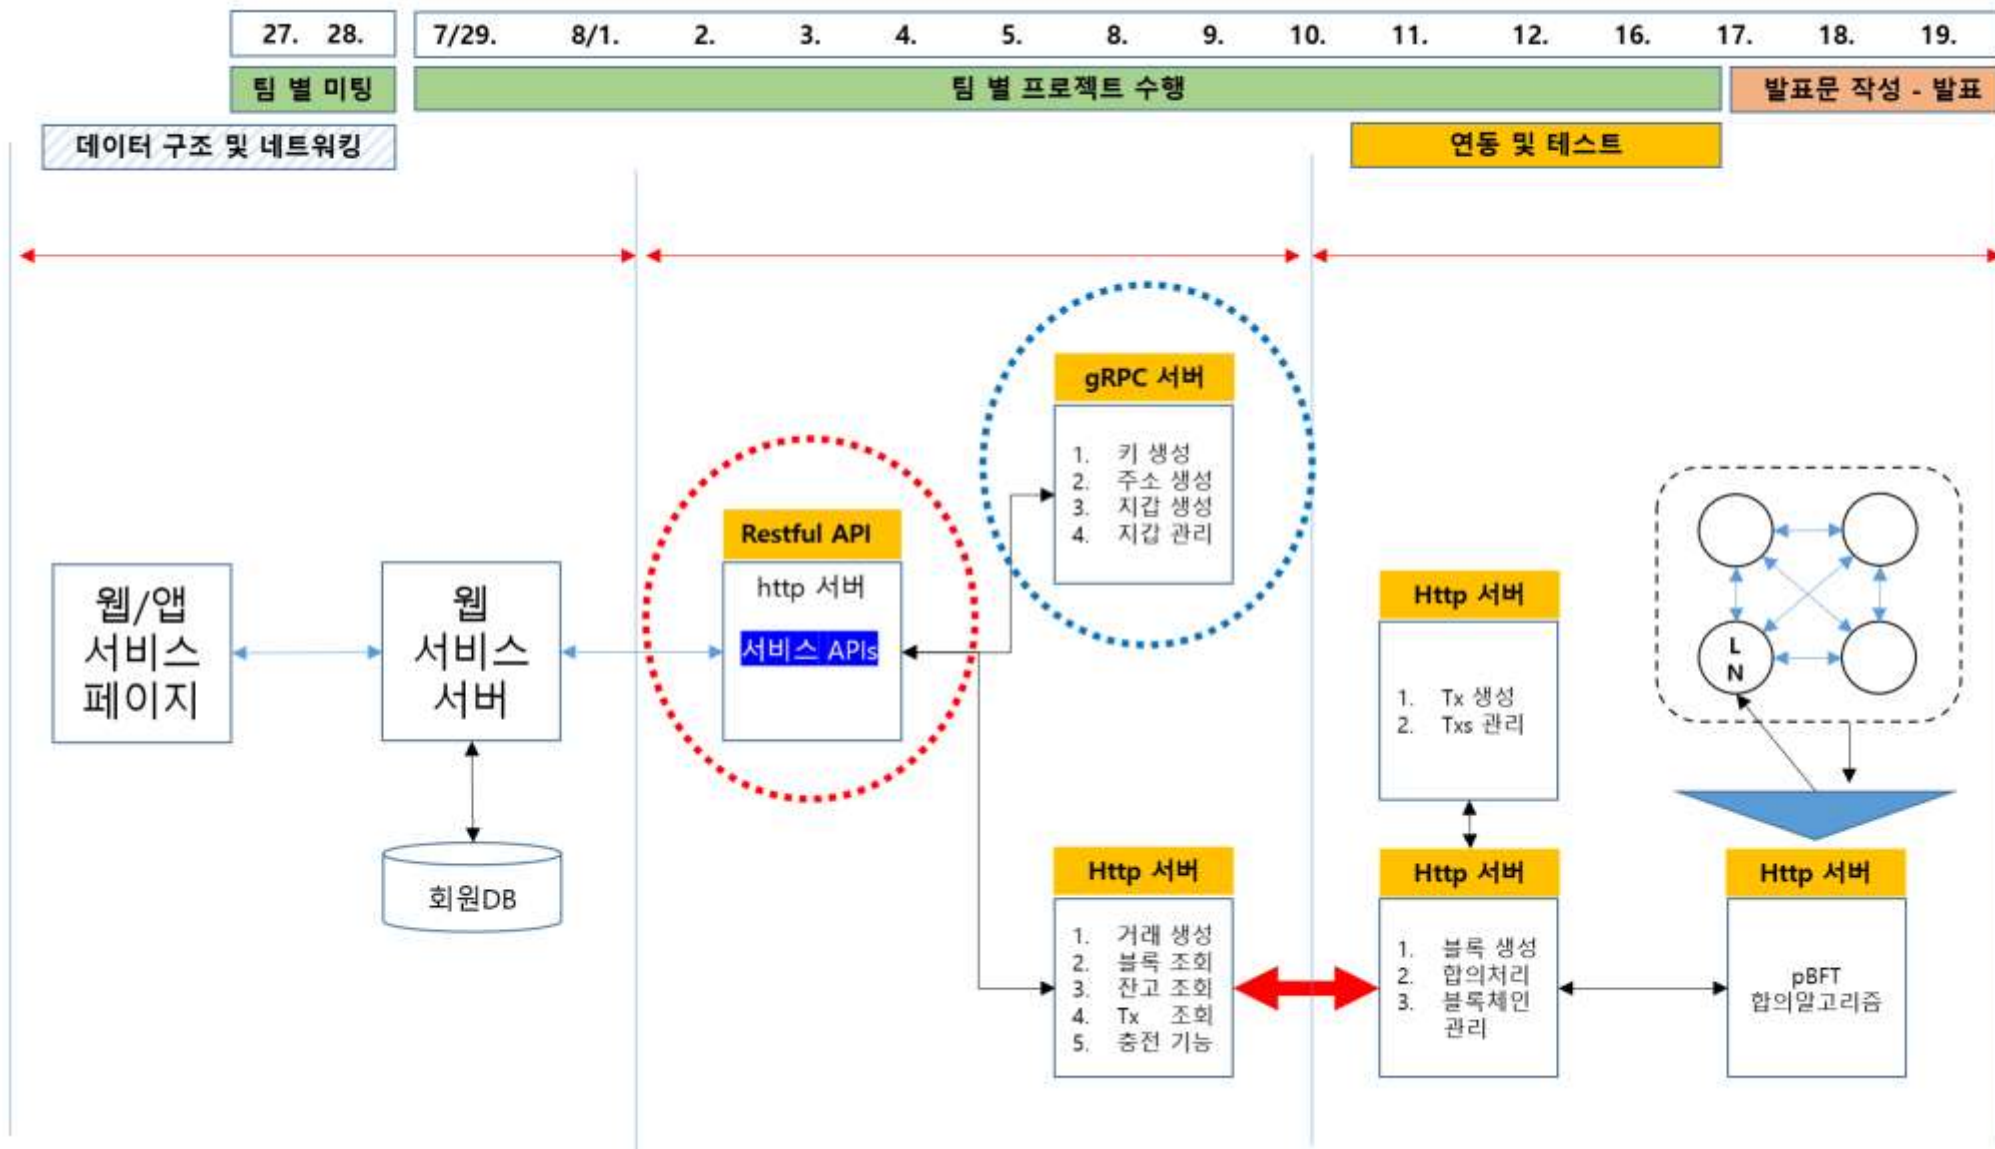 27. 28. 7/29. 8/1. 2. 3. 4. 5. 8. 9. 10. 11. 12. 16. 17. 18. 19.
팀 별 미팅
팀 별 프로젝트 수행
발표문 작성 - 발표
데이터 구조 및 네트워킹
연동 및 테스트
웹/앱
서비스
페이지
웹
서비스
서버
회원DB
Restful API
http 서버
서비스 APIs
gRPC 서버
1. 키 생성
2. 주소 생성
3. 지갑 생성
4. 지갑 관리
Http 서버
1. 거래 생성
2. 블록 조회
3. 잔고 조회
4. Tx 조회
5. 충전 기능
Http 서버
1. Tx 생성
2. Txs 관리
Http 서버
1. 블록 생성
2. 합의처리
3. 블록체인
관리
L
N
Http 서버
pBFT
합의알고리즘